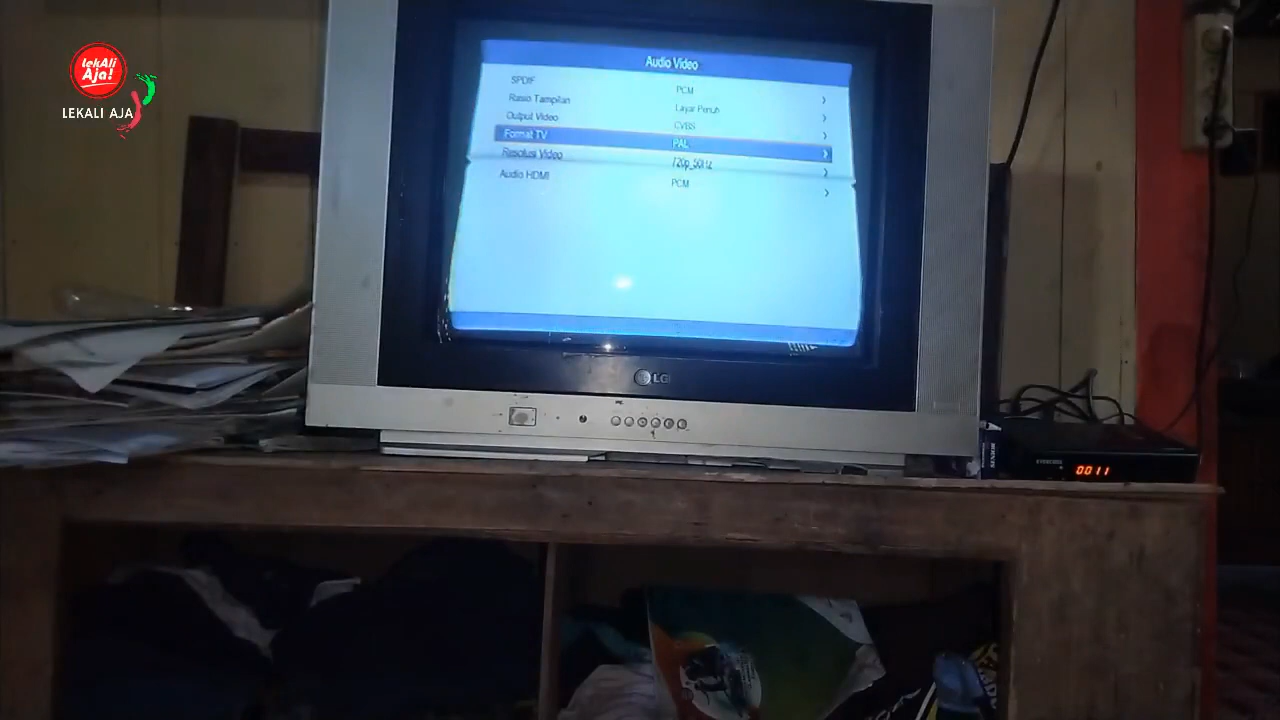 lekAli
Aja!
LEKALI AJA
Audio Video
SPDIF PCM
Rasio Tampilan Layar Penuh
Output Video CVBS
Format TV PAL
Resolusi Video 720p_50Hz
Audio HDMI PCM
LG
EVERCOSS
0011